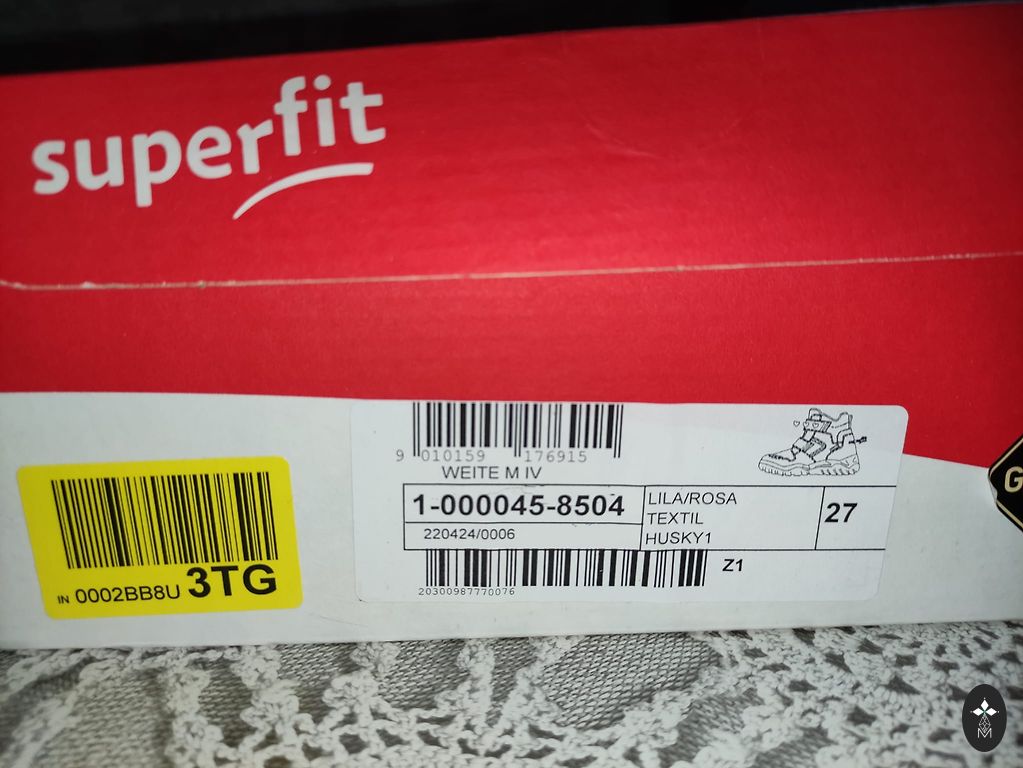 superfit
9 010159 176915
WEITE M IV
1-000045-8504
220424/0006
LILA/ROSA
TEXTIL
HUSKY1
27
20300987770076
Z1
IN 0002BB8U 3TG
G
M